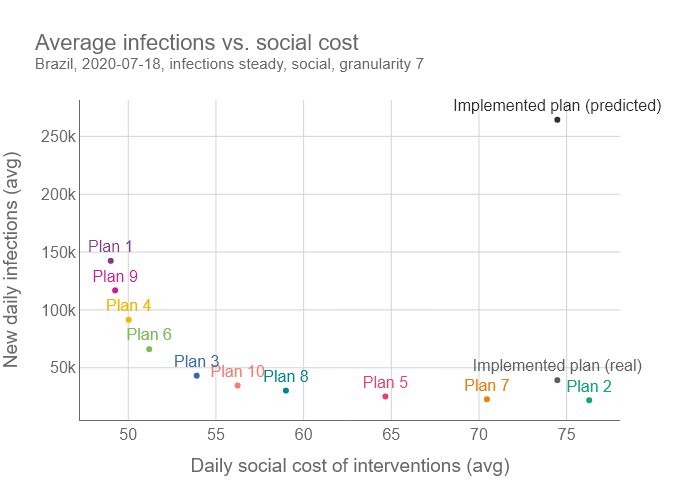 Average infections vs. social cost
Brazil, 2020-07-18, infections steady, social, granularity 7
Implemented plan (predicted)
250k
200k
150k
100k
50k
New daily infections (avg)
Plan 1
Plan 9
Plan 4
Plan 6
Plan 3
Plan 10
Plan 8
Plan 5
Implemented plan (real)
Plan 7
Plan 2
50
55
60
65
70
75
Daily social cost of interventions (avg)